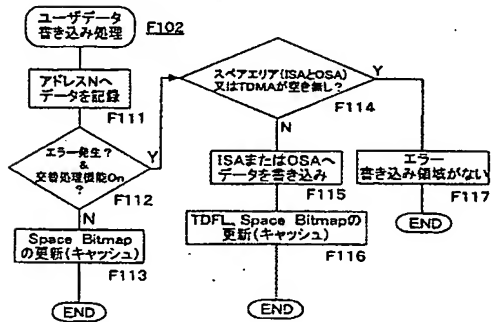 ユーザデータ
書き込み処理
F102
アドレスNへ
データを記録
F111
エラー発生?
&
交替処理機能On
?
F112
Y
N
Space Bitmap
の更新(キャッシュ)
F113
END
スペアエリア(ISAとOSA)
又はTDMAが空き無し?
F114
Y
N
ISAまたはOSAへ
データを書き込み
F115
TDFL、Space Bitmapの
更新(キャッシュ)
F116
END
エラー
書き込み領域がない
F117
END